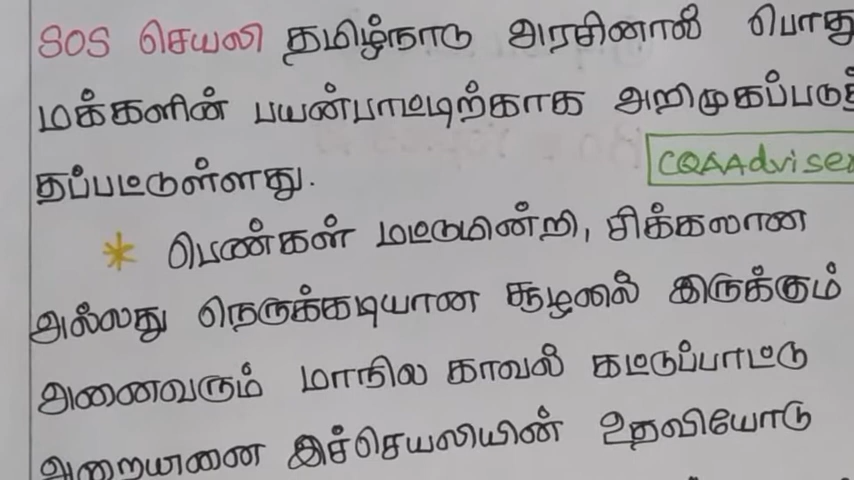 SOS செயலி தமிழ்நாடு அரசினால் பொது
மக்களின் பயன்பாட்டிற்காக அறிமுகப்படுத்
தப்பட்டுள்ளது.
CQAAdviser
* பெண்கள் மட்டுமின்றி, சிக்கலான
அல்லது நெருக்கடியான சூழலில் இருக்கும்
அனைவரும் மாநில காவல் கட்டுப்பாட்டு
அறையினை இச்செயலியின் உதவியோடு